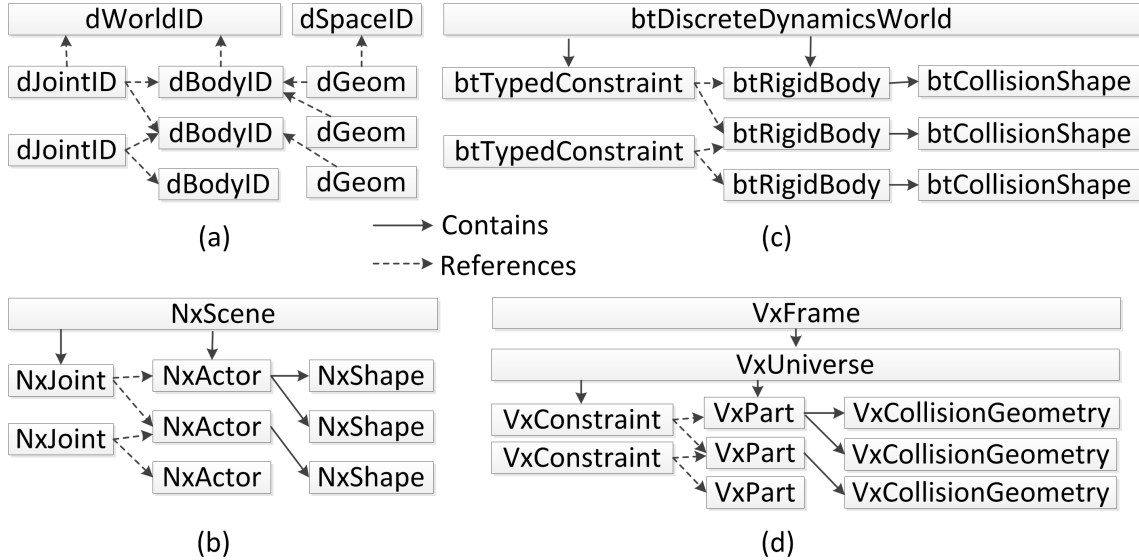 dWorldID
dSpaceID
dJointID
dBodyID
dGeom
dBodyID
dGeom
dJointID
dBodyID
dGeom
(a)
btDiscreteDynamicsWorld
btTypedConstraint
btRigidBody
btCollisionShape
btRigidBody
btCollisionShape
btTypedConstraint
btRigidBody
btCollisionShape
(c)
Contains
References
NxScene
NxJoint
NxActor
NxShape
NxActor
NxShape
NxJoint
NxActor
NxShape
(b)
VxFrame
VxUniverse
VxConstraint
VxPart
VxCollisionGeometry
VxConstraint
VxPart
VxCollisionGeometry
VxPart
VxCollisionGeometry
(d)